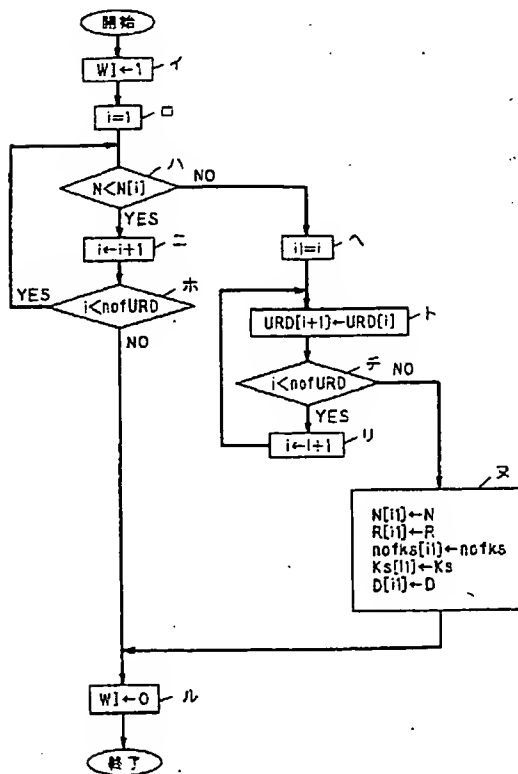 開始
WI←1 イ
i=1 ロ
N<N[i] ハ
NO
YES
i←i+1 ニ
i<nofURD ホ
YES
NO
i1=i ヘ
URD[i+1]←URD[i] ト
i<nofURD チ
NO
YES
i←i+1 リ
ヌ
N[i1]←N
R[i1]←R
nofks[i1]←nofks
Ks[i1]←Ks
D[i1]←D
WI←0 ル
終了